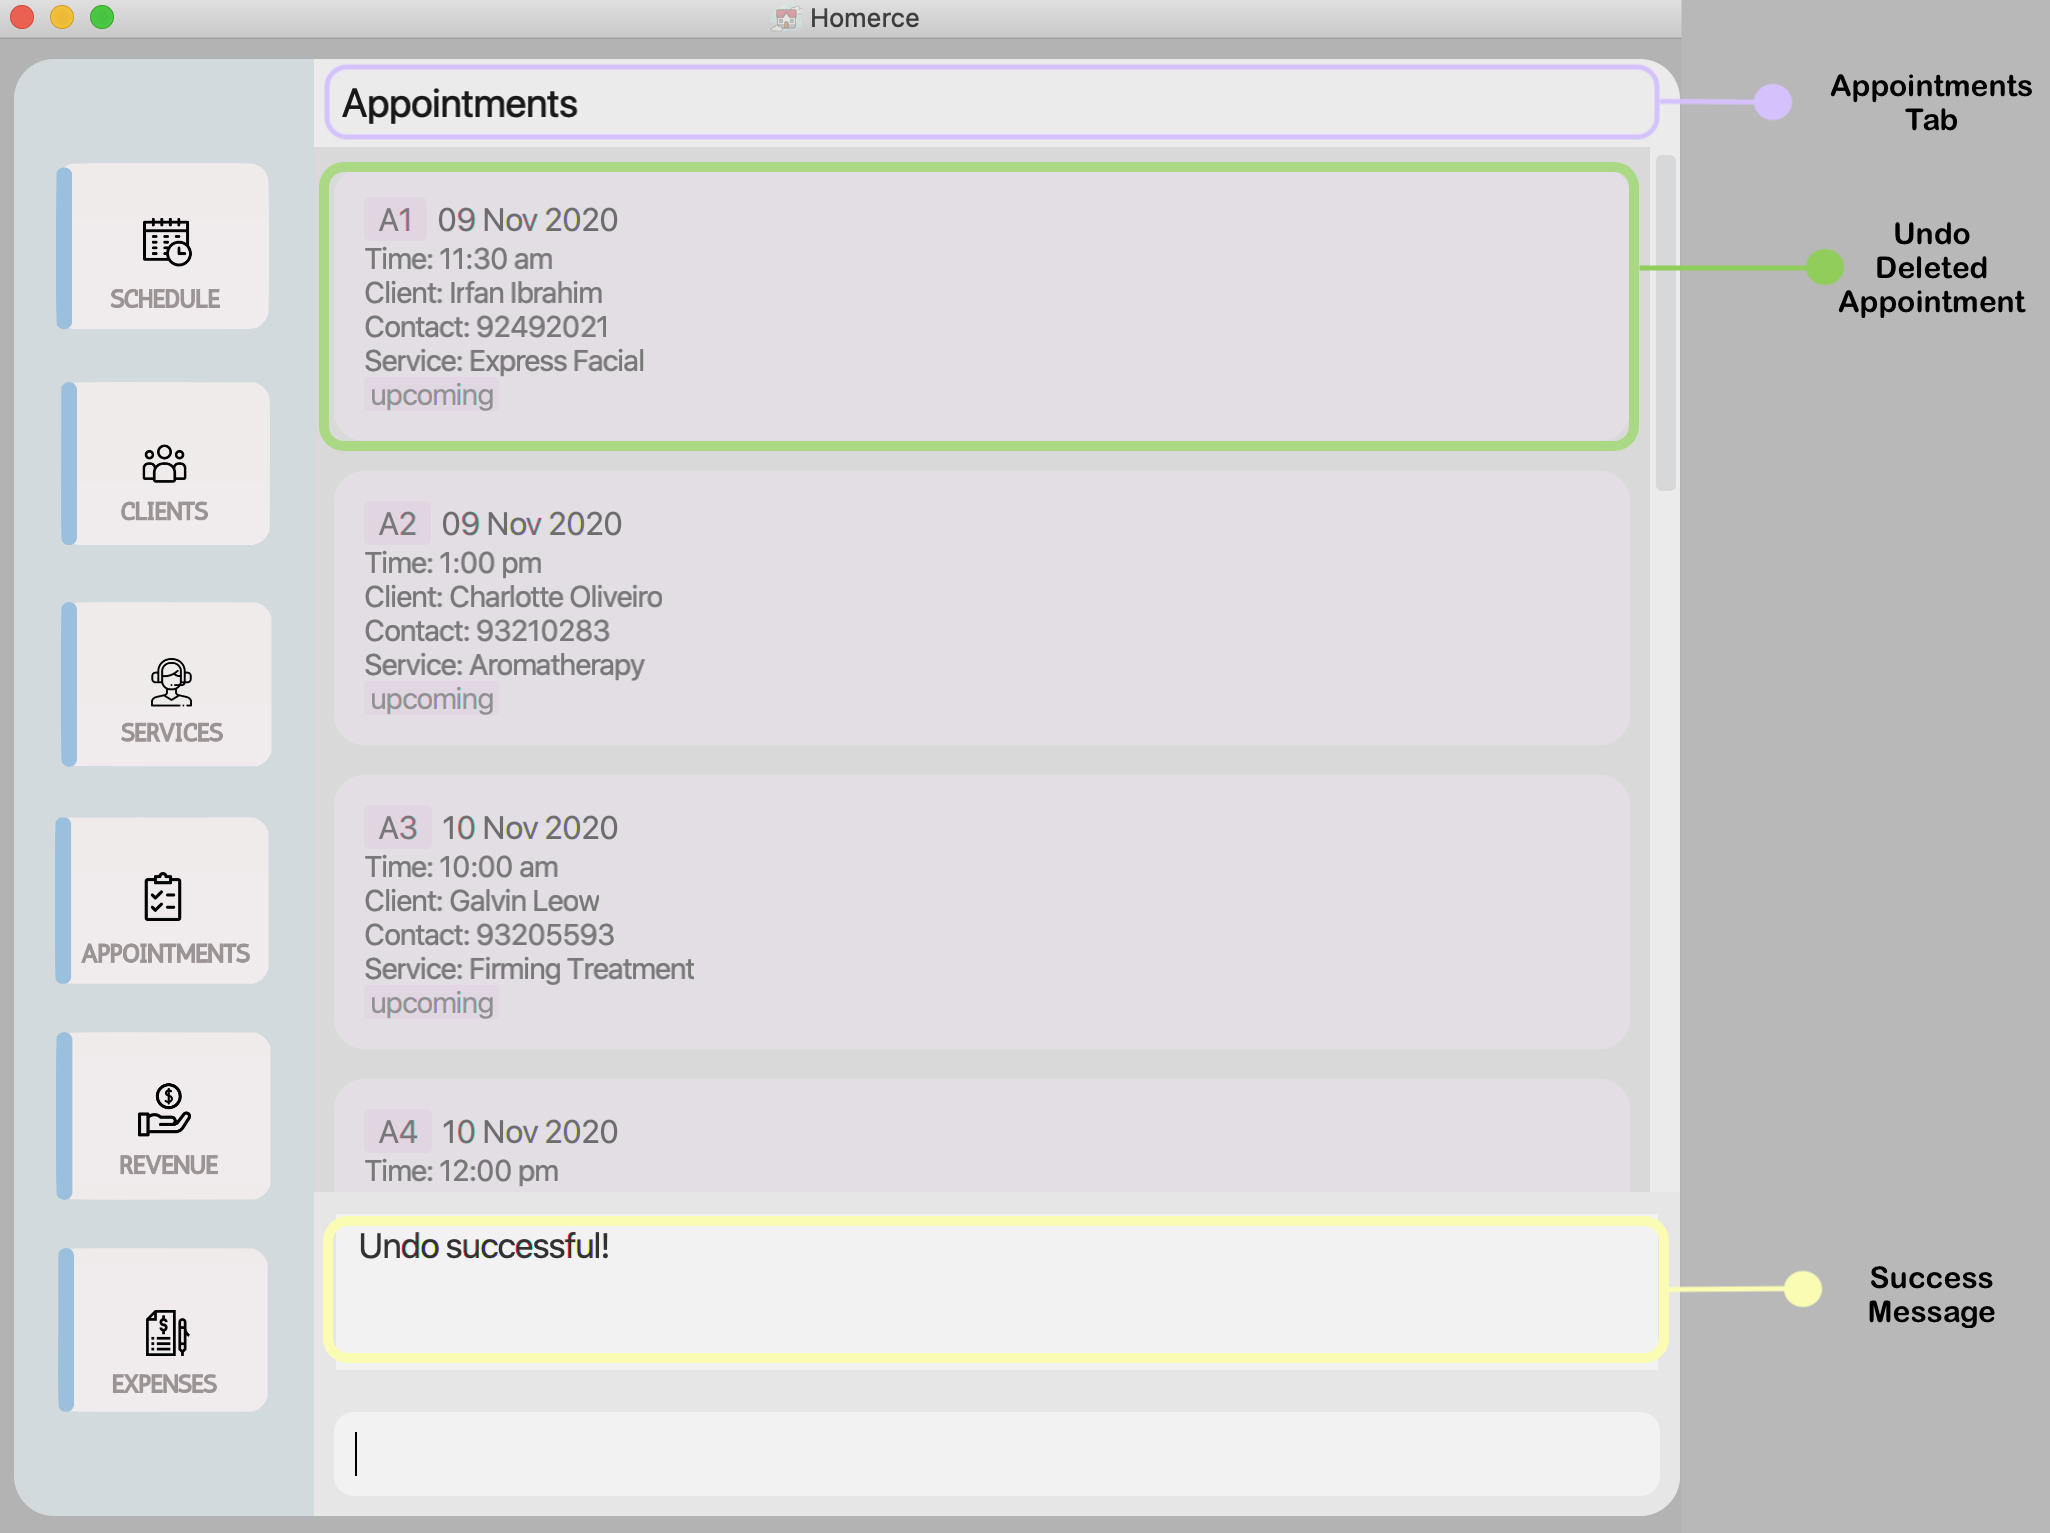 Homerce
Appointments
SCHEDULE
CLIENTS
SERVICES
APPOINTMENTS
REVENUE
EXPENSES
A1 09 Nov 2020
Time: 11:30 am
Client: Irfan Ibrahim
Contact: 92492021
Service: Express Facial
upcoming
A2 09 Nov 2020
Time: 1:00 pm
Client: Charlotte Oliveiro
Contact: 93210283
Service: Aromatherapy
upcoming
A3 10 Nov 2020
Time: 10:00 am
Client: Galvin Leow
Contact: 93205593
Service: Firming Treatment
upcoming
A4 10 Nov 2020
Time: 12:00 pm
Undo successful!
Appointments
Tab
Undo
Deleted
Appointment
Success
Message